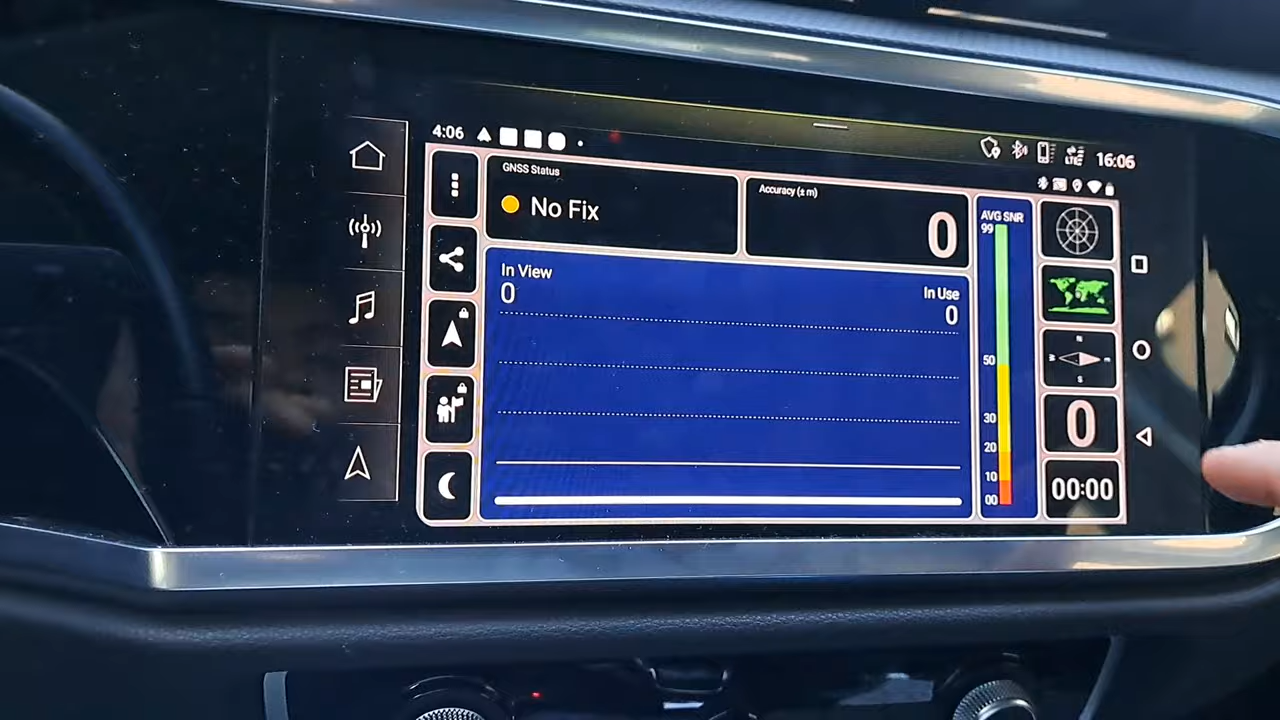 4:06
LTE
16:06
GNSS Status
No Fix
Accuracy (± m)
0
AVG SNR
99
In View
0
In Use
0
50
30
20
10
00
N
S
0
00:00